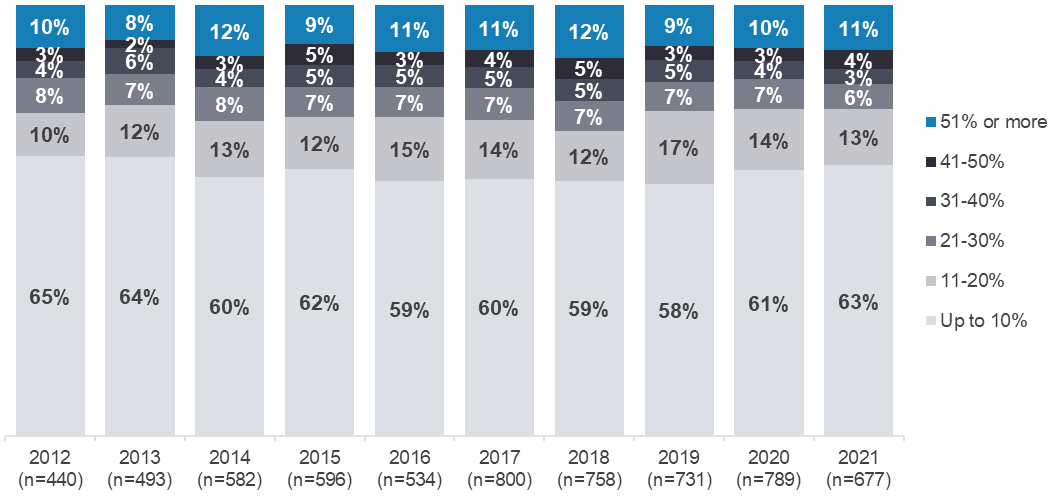 10% 8% 12% 9% 11% 11% 12% 9% 10% 11%
3% 2% 3% 5% 3% 4% 5% 3% 3% 4%
4% 6% 4% 5% 5% 5% 5% 5% 4% 3%
8% 7% 8% 7% 7% 7% 7% 7% 7% 6%
10% 12% 13% 12% 15% 14% 12% 17% 14% 13%
65% 64% 60% 62% 59% 60% 59% 58% 61% 63%
2012 2013 2014 2015 2016 2017 2018 2019 2020 2021
(n=440) (n=493) (n=582) (n=596) (n=534) (n=800) (n=758) (n=731) (n=789) (n=677)
51% or more
41-50%
31-40%
21-30%
11-20%
Up to 10%